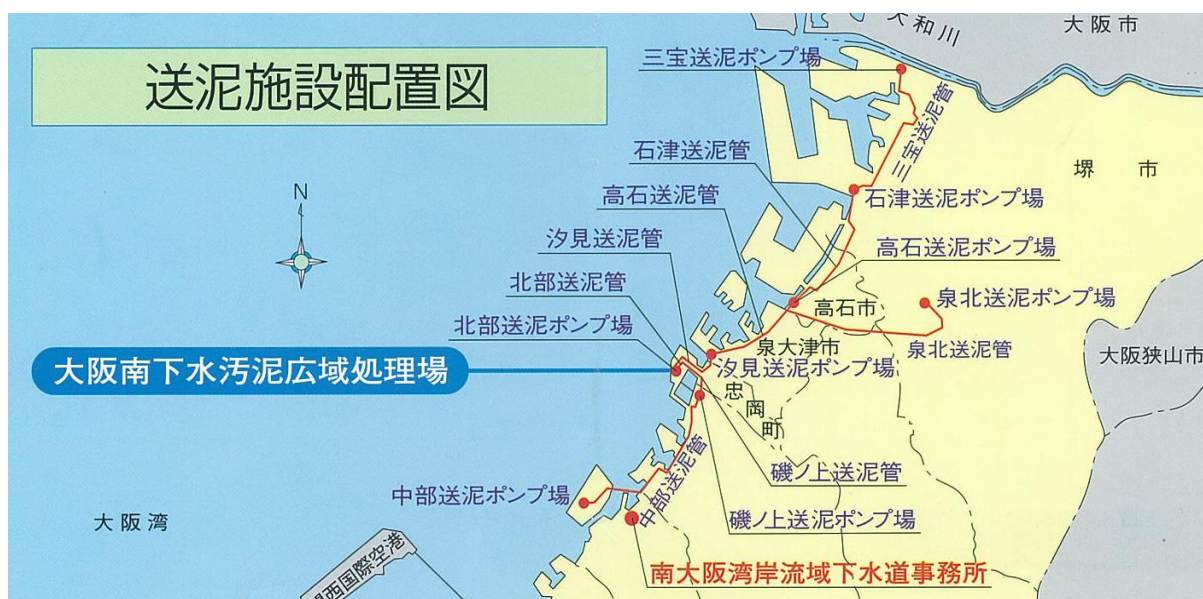 送泥施設配置図
大和川
大阪市
三宝送泥ポンプ場
三宝送泥管
石津送泥管
堺市
石津送泥ポンプ場
高石送泥管
汐見送泥管
高石送泥ポンプ場
北部送泥管
高石市
泉北送泥ポンプ場
北部送泥ポンプ場
泉大津市
泉北送泥管
大阪狭山市
大阪南下水汚泥広域処理場
汐見送泥ポンプ場
忠岡町
磯ノ上送泥管
中部送泥管
中部送泥ポンプ場
磯ノ上送泥ポンプ場
大阪湾
南大阪湾岸流域下水道事務所
西国際空港
N